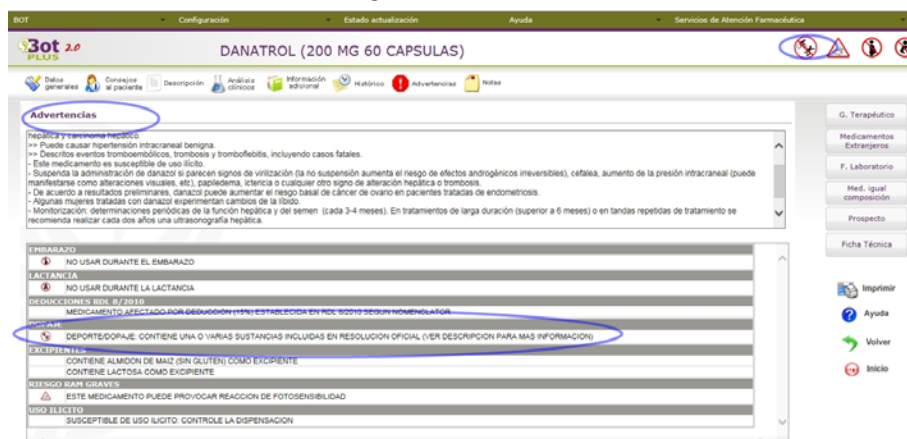 BOT Configuración Estado actualización Ayuda Servicios de Atención Farmacéutica
Bot PLUS 2.0
DANATROL (200 MG 60 CAPSULAS)
Datos generales Consejos al paciente Descripción Análisis clínicos Información adicional Histórico Advertencias Notas
Advertencias
hepática y carcinoma hepático.
>> Puede causar hipertensión intracraneal benigna.
>> Descritos eventos tromboembólicos, trombosis y tromboflebitis, incluyendo casos fatales.
- Este medicamento es susceptible de uso ilícito.
- Suspenda la administración de danazol si parecen signos de virilización (la no suspensión aumenta el riesgo de efectos androgénicos irreversibles), cefalea, aumento de la presión intracraneal (puede
manifestarse como alteraciones visuales, etc), papiledema, ictericia o cualquier otro signo de alteración hepática o trombosis.
- De acuerdo a resultados preliminares, danazol puede aumentar el riesgo basal de cáncer de ovario en pacientes tratadas de endometriosis.
- Algunas mujeres tratadas con danazol experimentan cambios de la líbido.
- Monitorización: determinaciones periódicas de la función hepática y del semen (cada 3-4 meses). En tratamientos de larga duración (superior a 6 meses) o en tandas repetidas de tratamiento se
recomienda realizar cada dos años una ultrasonografía hepática.
EMBARAZO
NO USAR DURANTE EL EMBARAZO
LACTANCIA
NO USAR DURANTE LA LACTANCIA
DEDUCCIONES RDL 8/2010
MEDICAMENTO AFECTADO POR DEDUCCION (15%) ESTABLECIDA EN RDL 8/2010 SEGUN NOMENCLATOR
DOPAJE
DEPORTE/DOPAJE: CONTIENE UNA O VARIAS SUSTANCIAS INCLUIDAS EN RESOLUCION OFICIAL (VER DESCRIPCION PARA MAS INFORMACION)
EXCIPIENTES
CONTIENE ALMIDON DE MAIZ (SIN GLUTEN) COMO EXCIPIENTE
CONTIENE LACTOSA COMO EXCIPIENTE
RIESGO RAM GRAVES
ESTE MEDICAMENTO PUEDE PROVOCAR REACCION DE FOTOSENSIBILIDAD
USO ILICITO
SUSCEPTIBLE DE USO ILICITO: CONTROLE LA DISPENSACION
G. Terapéutico
Medicamentos
Extranjeros
F. Laboratorio
Med. igual
composición
Prospecto
Ficha Técnica
Imprimir
Ayuda
Volver
Inicio